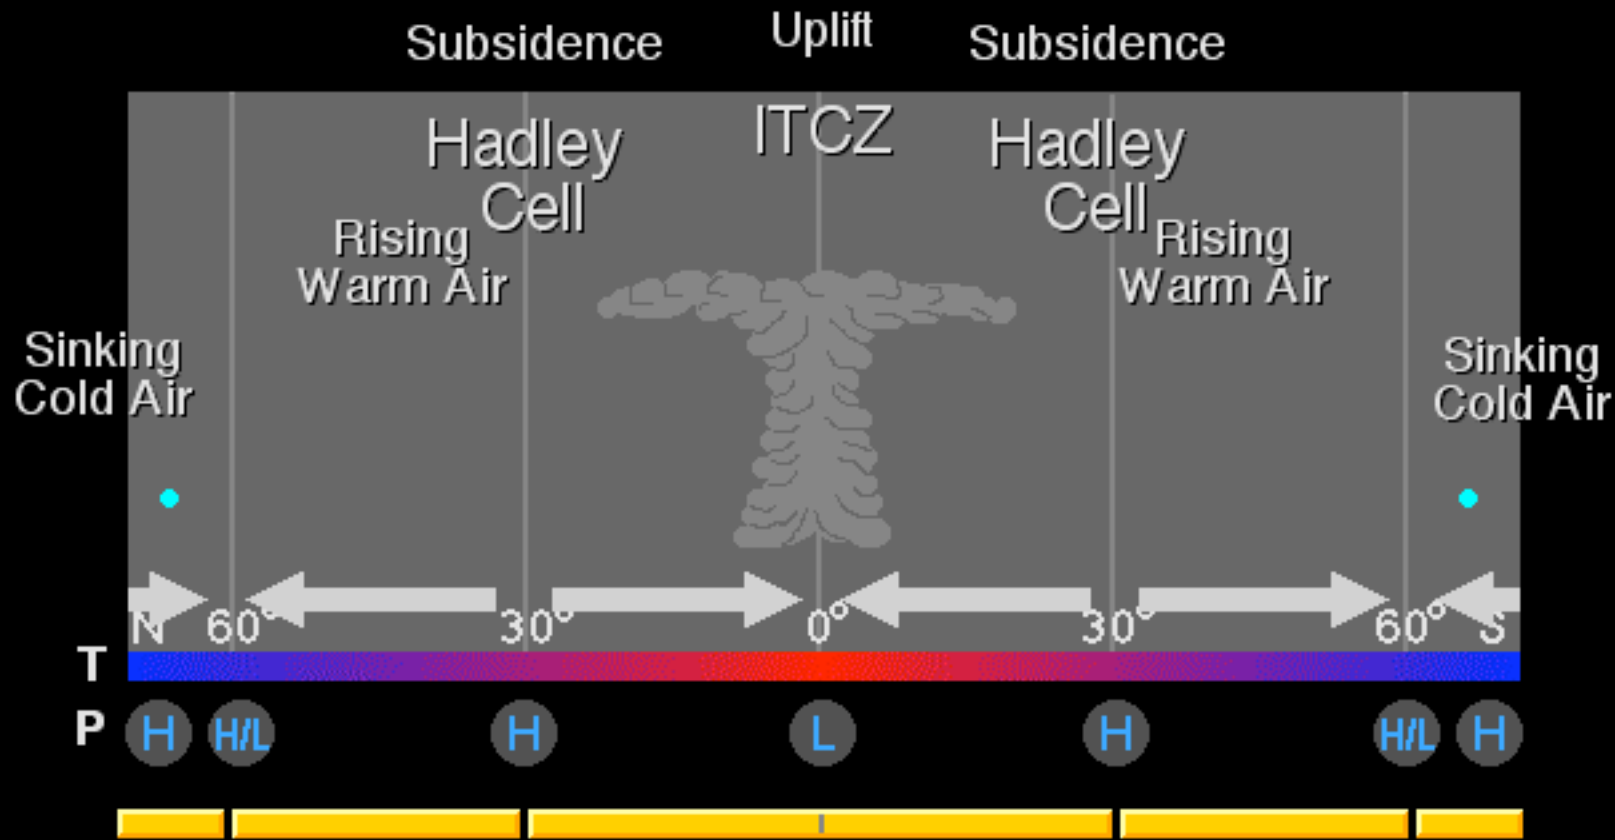 Subsidence Uplift Subsidence
ITCZ
Hadley
Cell
Hadley
Cell
Rising
Warm Air
Rising
Warm Air
Sinking
Cold Air
Sinking
Cold Air
N 60° 30° 0° 30° 60° S
T
P H H/L H L H H/L H